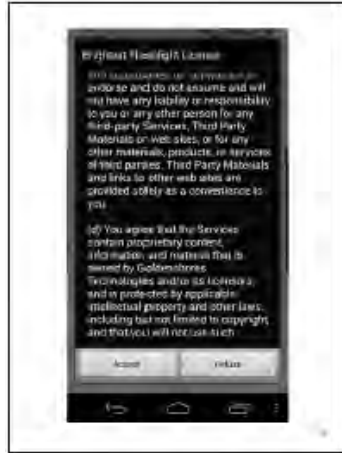 Brightest Flashlight License
endorse and do not ensure and will
not have any liability or responsibility
to you or any other person for any
third-party Services, Third Party
Materials or web sites, or for any
other materials, products, or services
of third parties. Third Party Materials
and links to other web sites are
provided solely as a convenience to
you.
(d) You agree that the Services
contain proprietary content,
information, and material that is
owned by Goldenshores
Technologies and/or its licensors,
and is protected by applicable
intellectual property and other laws,
including but not limited to copyright,
and that you will not use such
Accept
Refuse